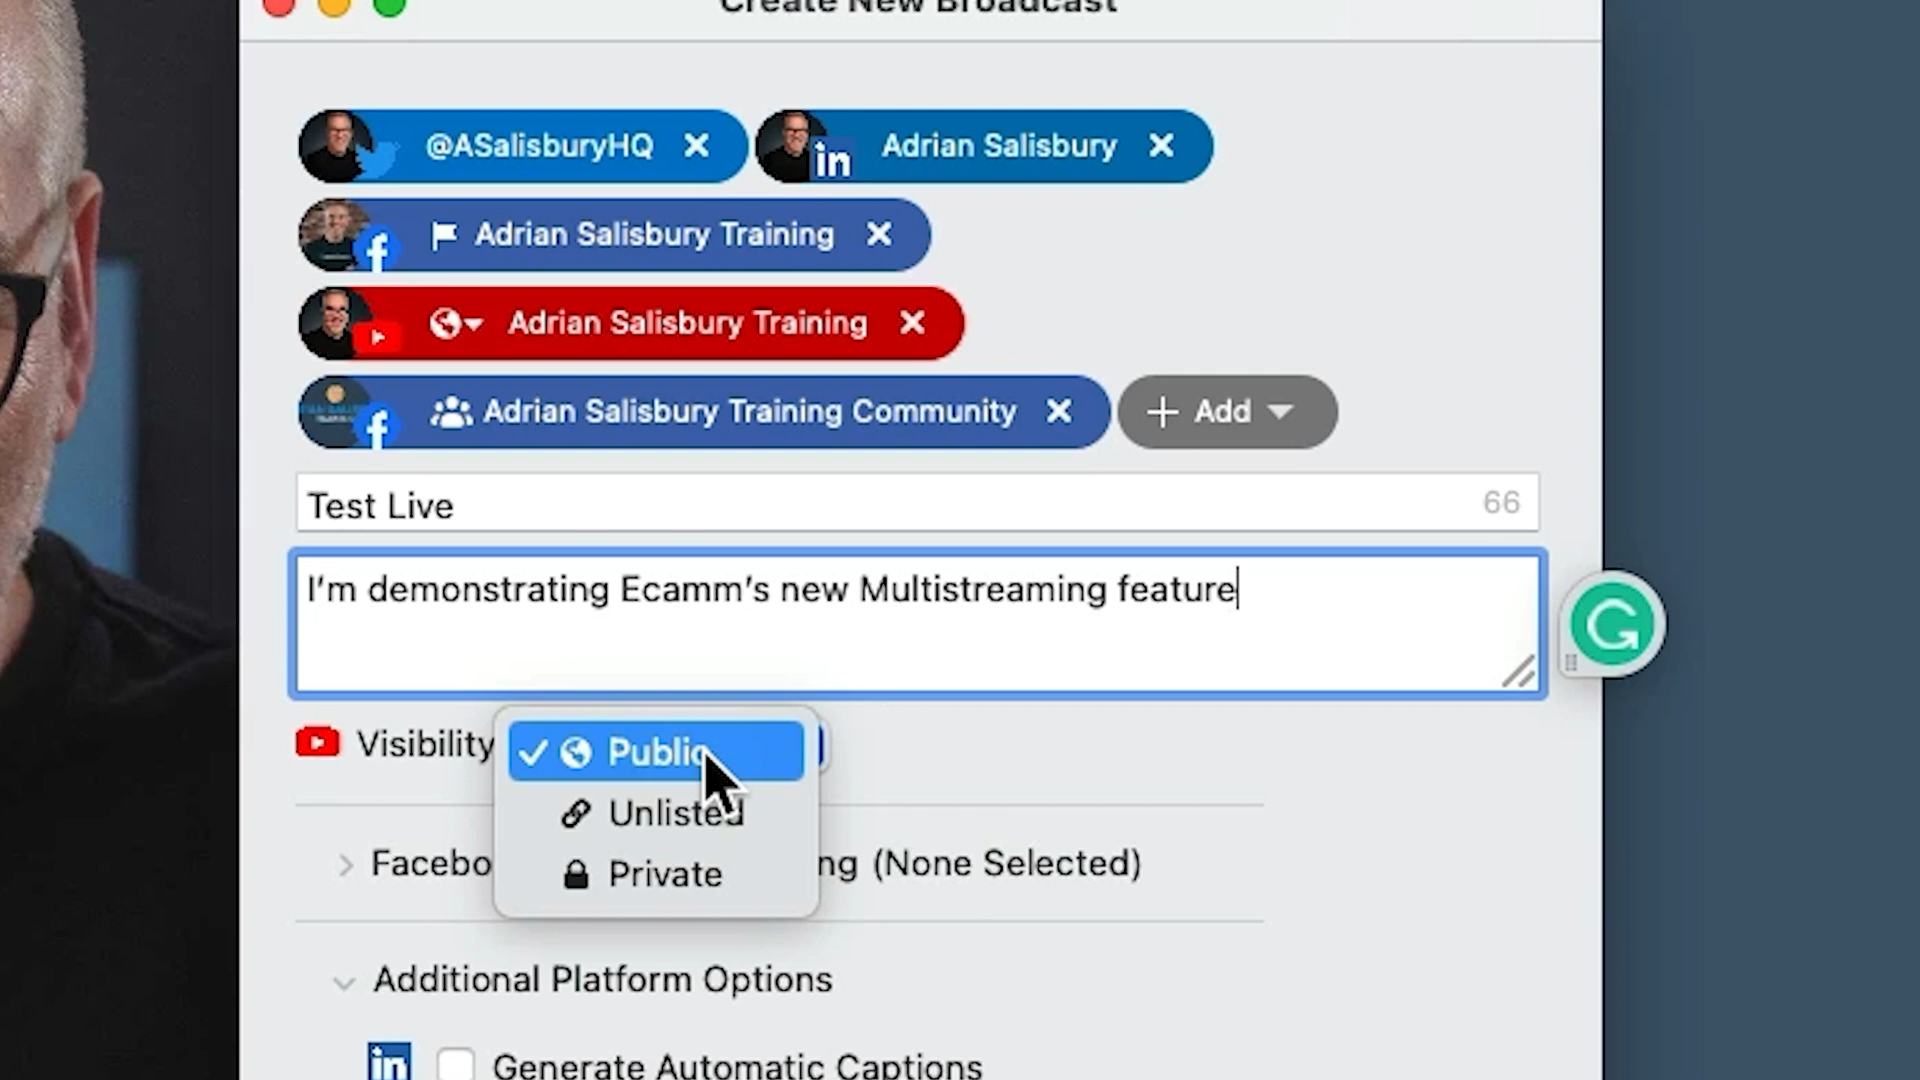 Create New Broadcast
@ASalisburyHQ
in Adrian Salisbury
f Adrian Salisbury Training
Adrian Salisbury Training
f Adrian Salisbury Training Community
+ Add
Test Live 66
I'm demonstrating Ecamm's new Multistreaming feature
G
Visibility
Public
Unlisted
Facebo ng (None Selected)
Private
Additional Platform Options
in Generate Automatic Captions